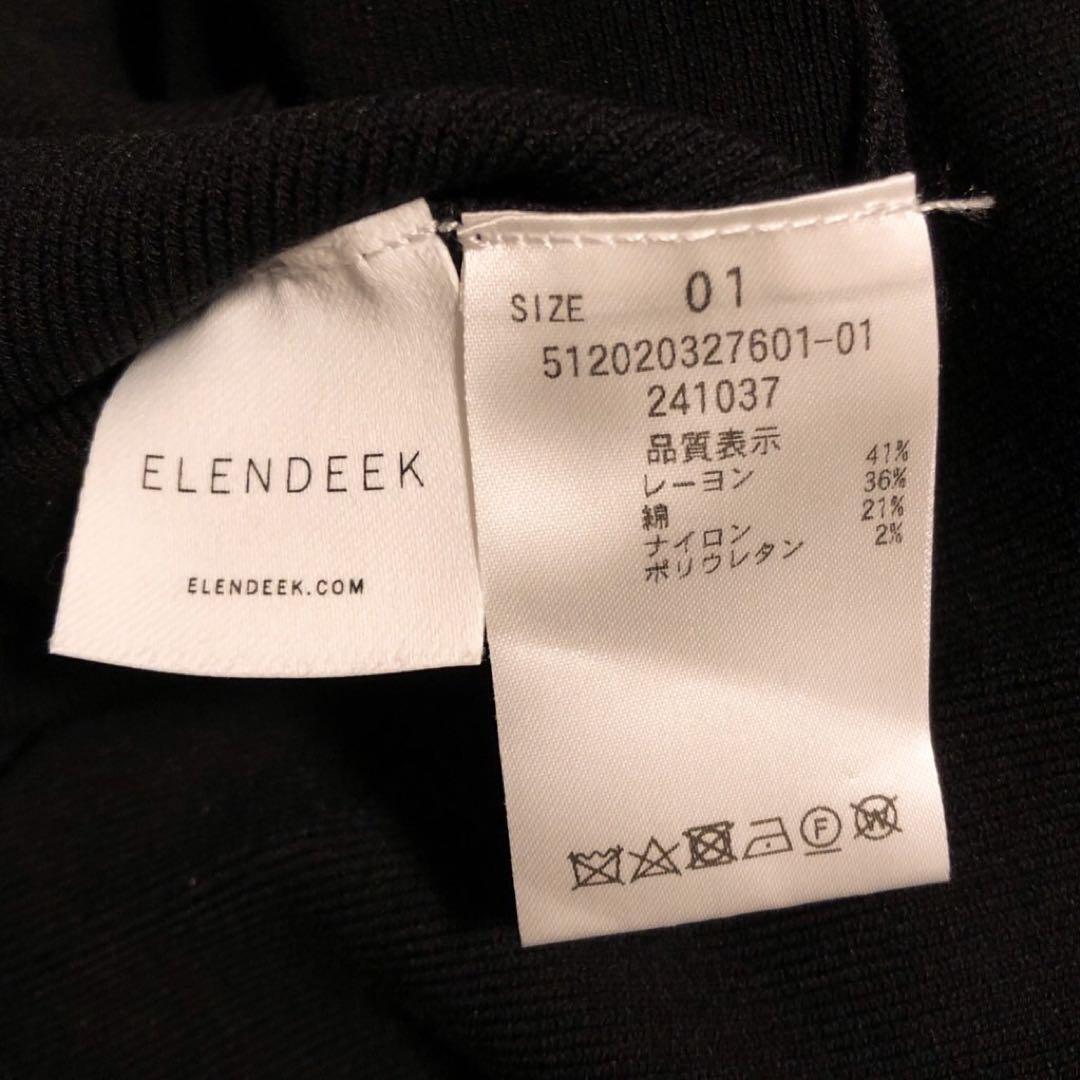 ELENDEEK
ELENDEEK.COM
SIZE 01
512020327601-01
241037
品質表示
レーヨン 41%
綿 36%
ナイロン 21%
ポリウレタン 2%
F
W